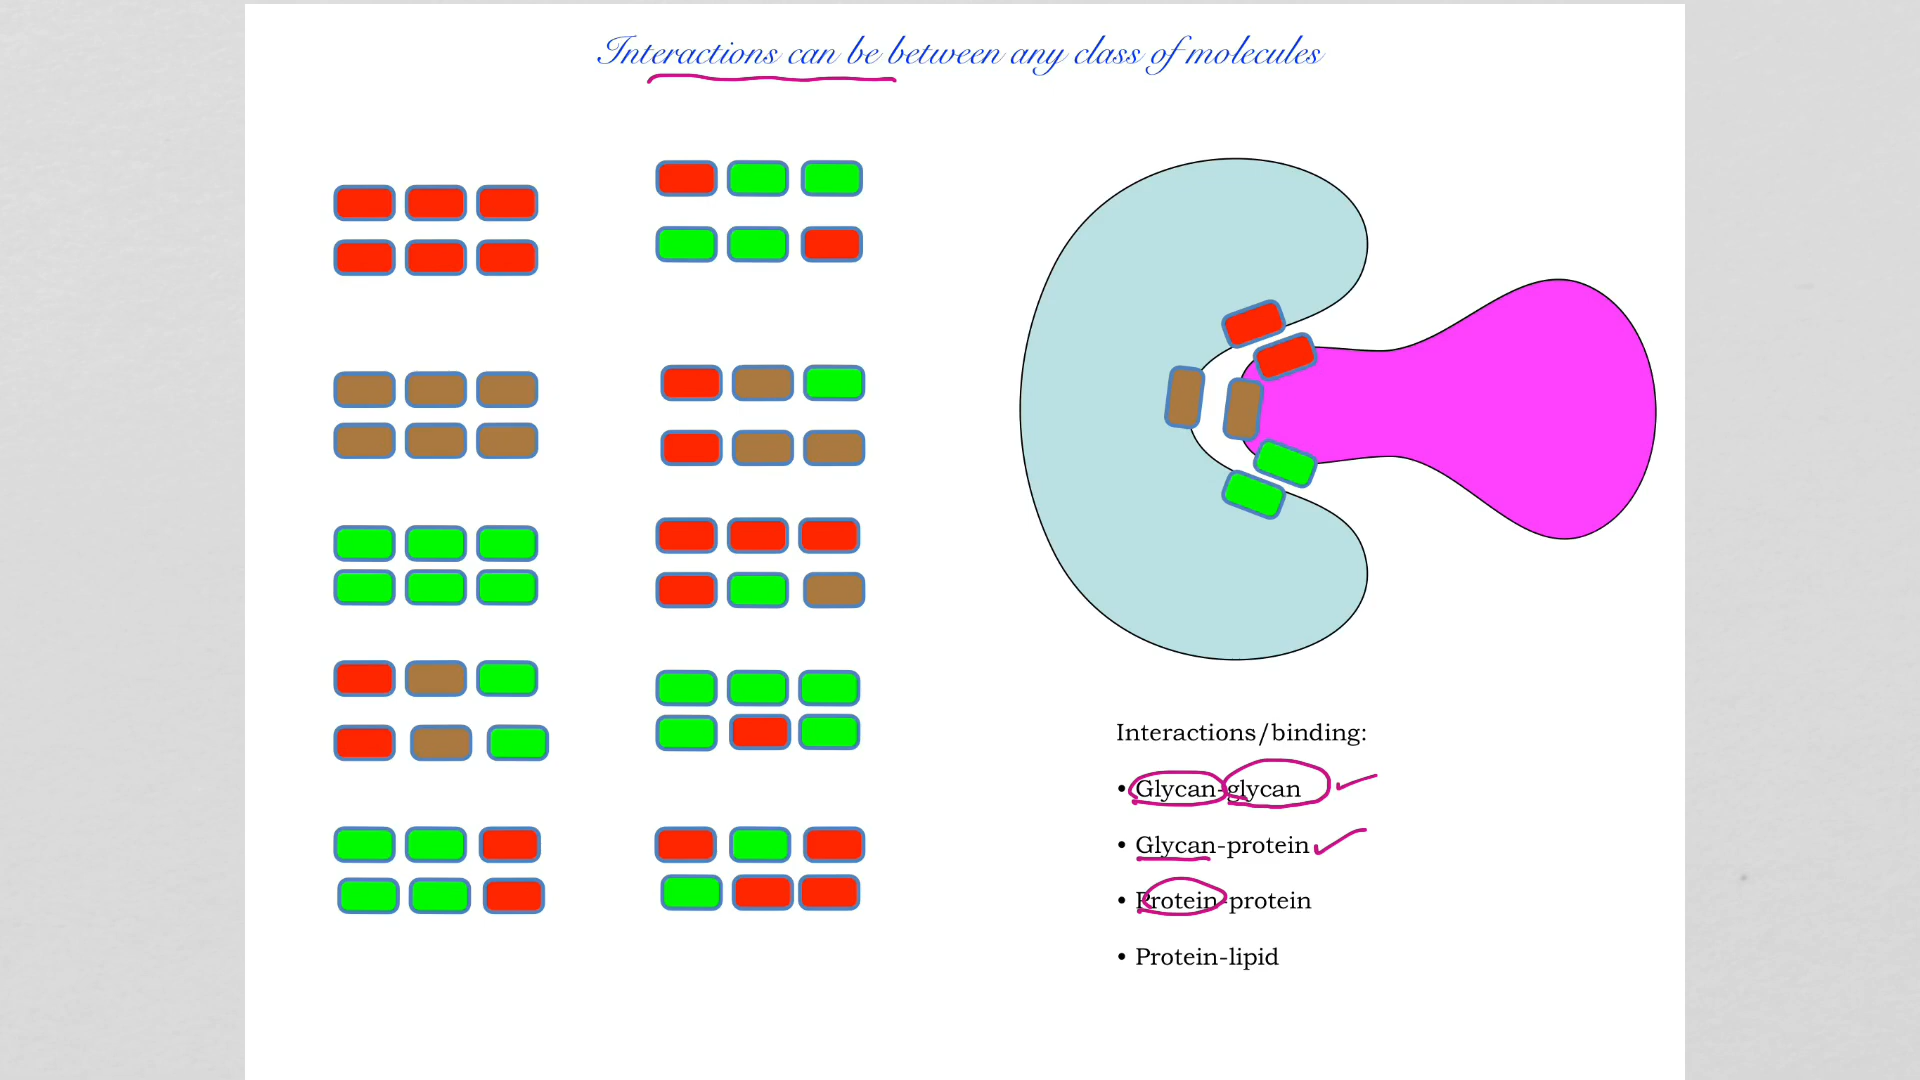 Interactions can be between any class of molecules
Interactions/binding:
• Glycan-glycan
• Glycan-protein
• Protein-protein
• Protein-lipid